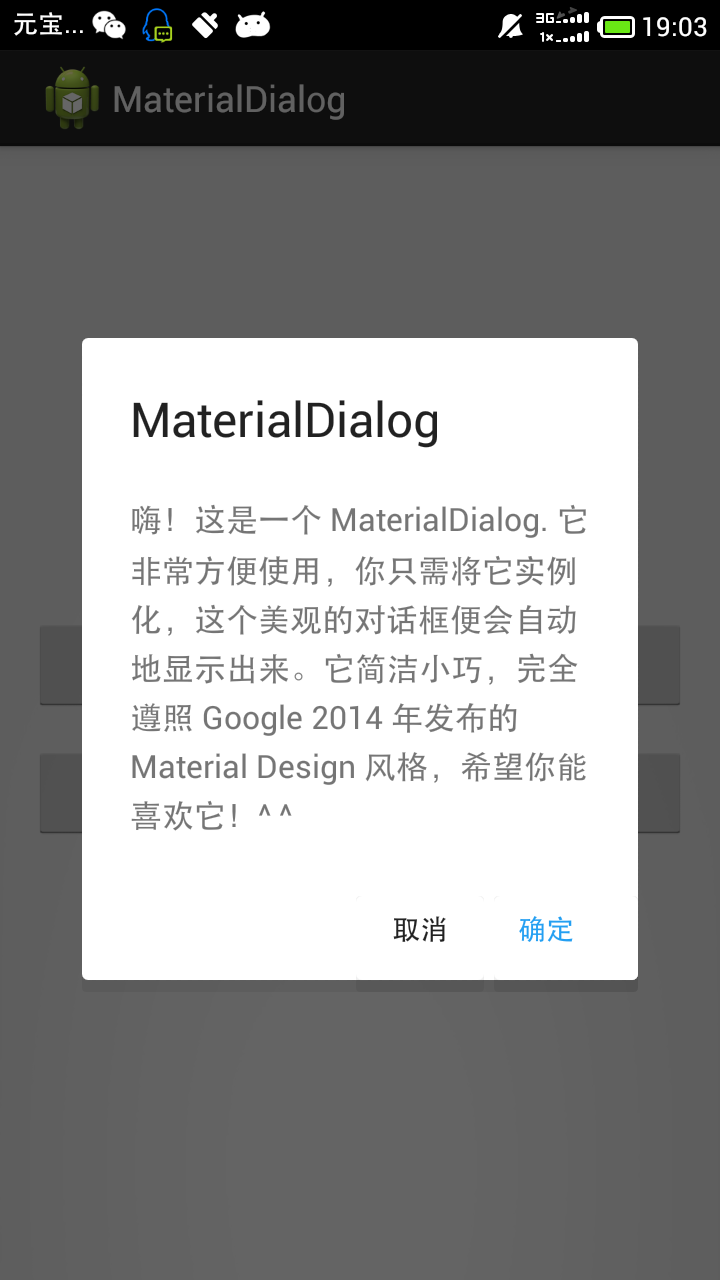 元宝... 3G 1× 19:03
MaterialDialog
MaterialDialog
嗨！这是一个 MaterialDialog. 它
非常方便使用，你只需将它实例
化，这个美观的对话框便会自动
地显示出来。它简洁小巧，完全
遵照 Google 2014 年发布的
Material Design 风格，希望你能
喜欢它！^ ^
取消 确定